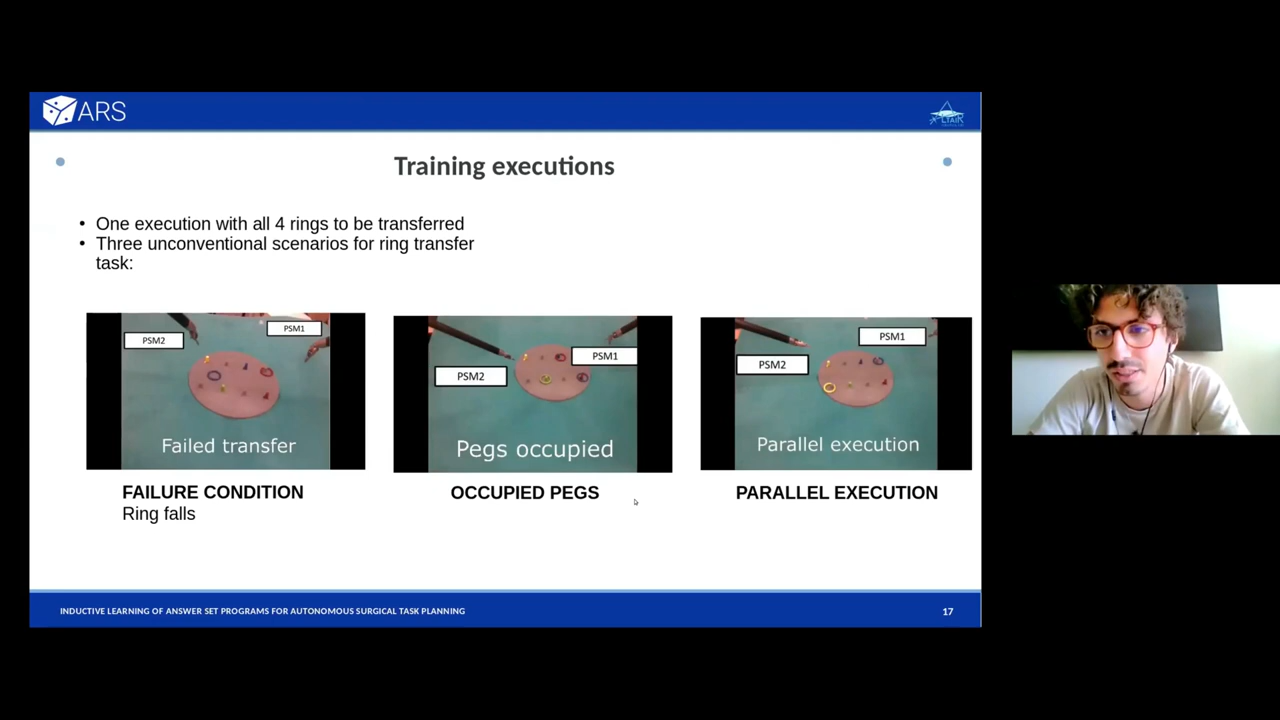 ARS
ALTAIR
Training executions
• One execution with all 4 rings to be transferred
• Three unconventional scenarios for ring transfer
task:
PSM2
PSM1
Failed transfer
PSM2
PSM1
Pegs occupied
PSM2
PSM1
Parallel execution
FAILURE CONDITION
Ring falls
OCCUPIED PEGS
PARALLEL EXECUTION
INDUCTIVE LEARNING OF ANSWER SET PROGRAMS FOR AUTONOMOUS SURGICAL TASK PLANNING
17